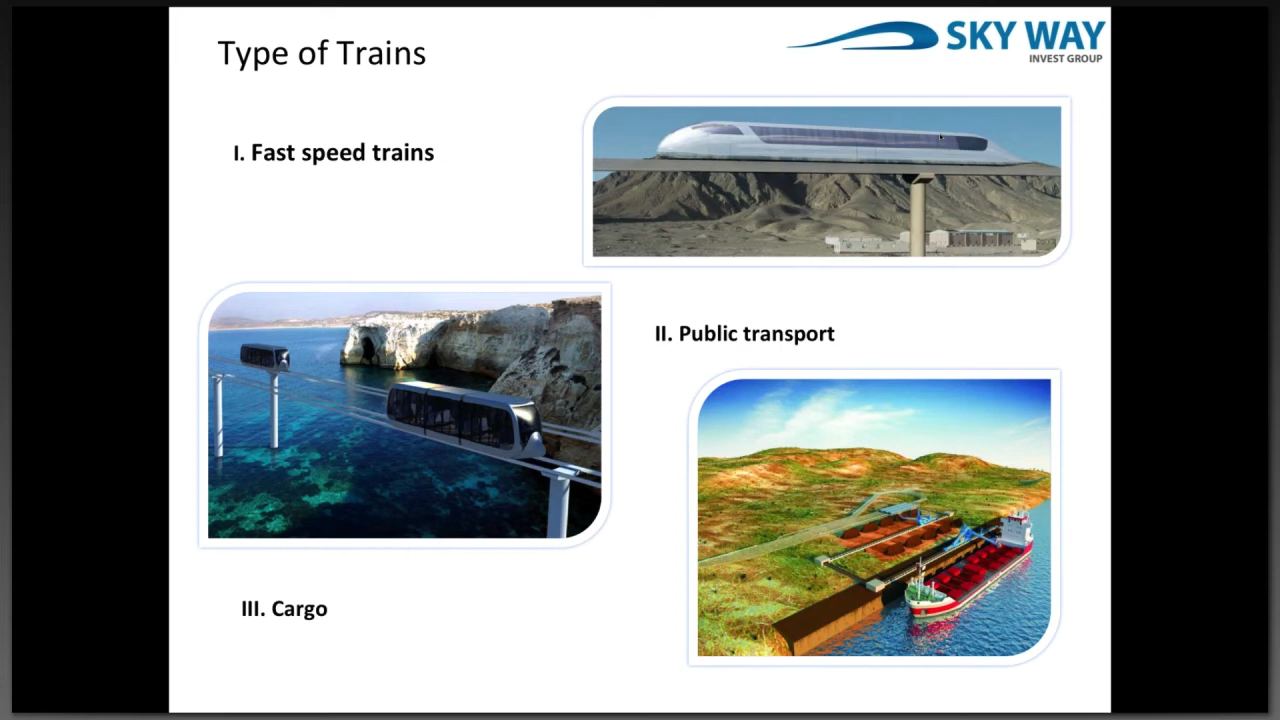 Type of Trains
SKY WAY
INVEST GROUP
I. Fast speed trains
II. Public transport
III. Cargo